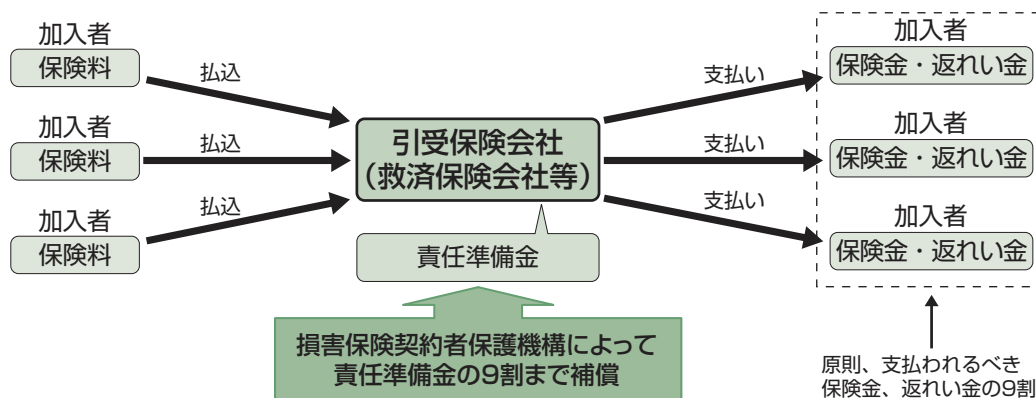 加入者
保険料
払込
加入者
保険料
払込
加入者
保険料
払込
引受保険会社
（救済保険会社等）
責任準備金
損害保険契約者保護機構によって
責任準備金の9割まで補償
支払い
加入者
保険金・返れい金
支払い
加入者
保険金・返れい金
支払い
加入者
保険金・返れい金
原則、支払われるべき
保険金、返れい金の9割